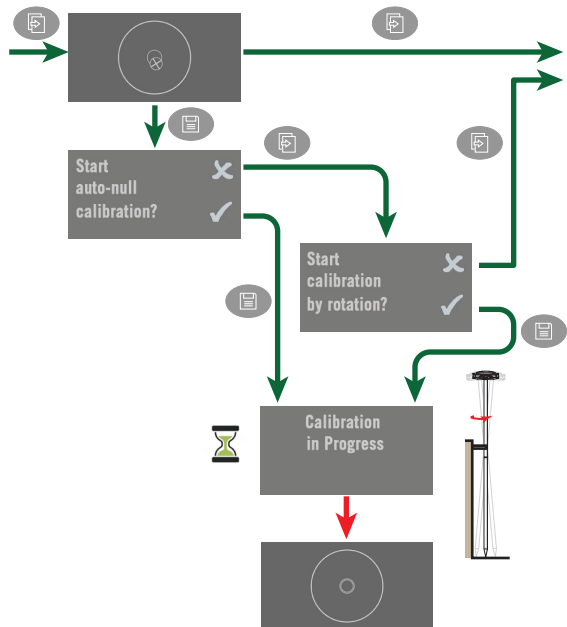 Start
auto-null
calibration?
Start
calibration
by rotation?
Calibration
in Progress